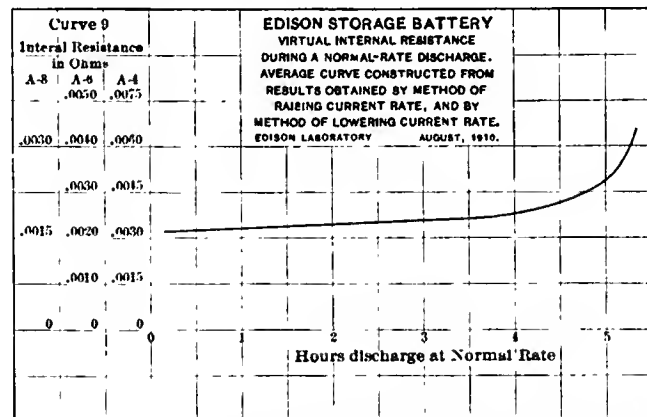 Curve 9
Interal Resistance
in Ohms
A-8 A-6 A-4
.0050 .0075
.0030 .0040 .0060
.0030 .0045
.0015 .0020 .0030
.0010 .0015
0 0 0
EDISON STORAGE BATTERY
VIRTUAL INTERNAL RESISTANCE
DURING A NORMAL-RATE DISCHARGE.
AVERAGE CURVE CONSTRUCTED FROM
RESULTS OBTAINED BY METHOD OF
RAISING CURRENT RATE, AND BY
METHOD OF LOWERING CURRENT RATE.
EDISON LABORATORY AUGUST, 1910.
0 1 2 3 4 5
Hours discharge at Normal Rate